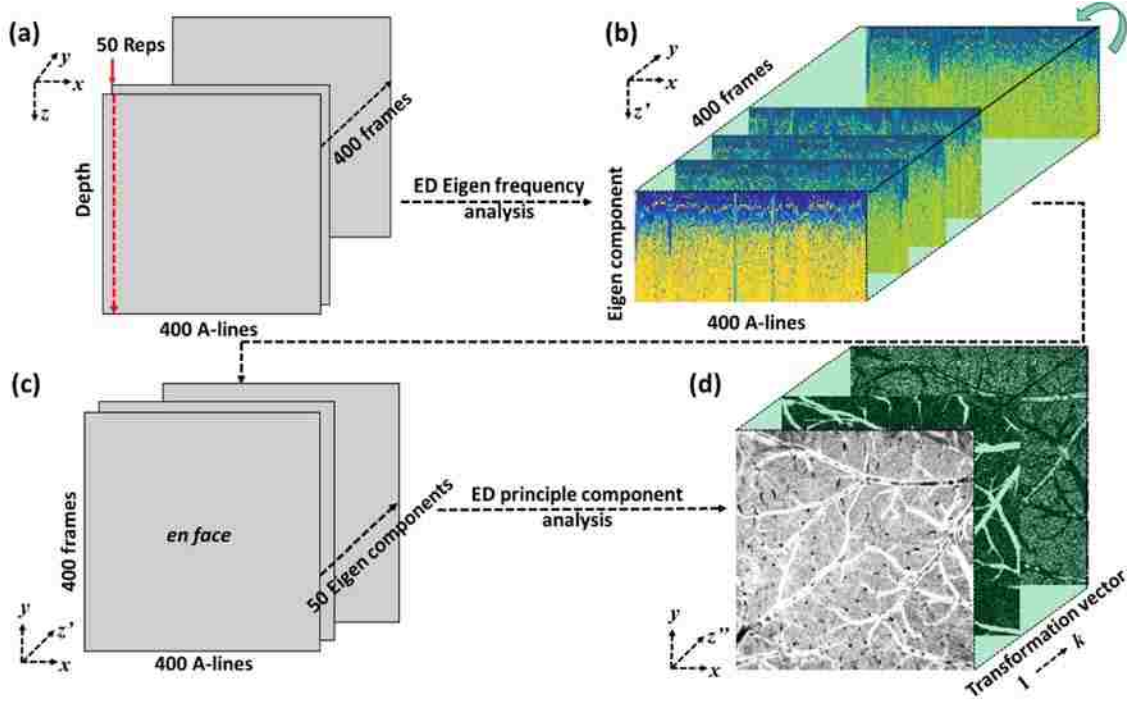 (a)
50 Reps
y
x
z
Depth
400 frames
400 A-lines
ED Eigen frequency
analysis
(b)
y
x
z'
400 frames
Eigen component
400 A-lines
(c)
400 frames
en face
50 Eigen components
y
z'
x
400 A-lines
ED principle component
analysis
(d)
y
z''
x
Transformation vector
1 k